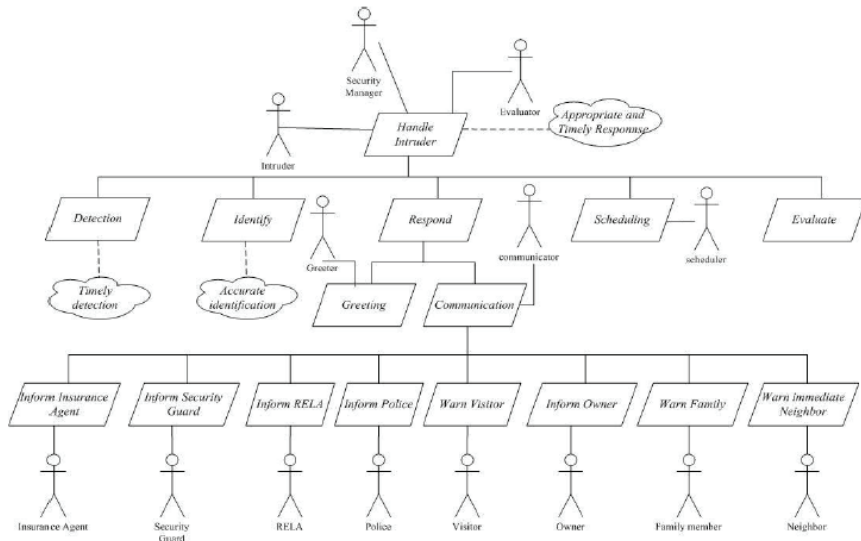 Security
Manager
Evaluator
Appropriate and
Timely Responnse
Handle
Intruder
Intruder
Detection
Identify
Respond
Scheduling
Evaluate
Greeter
communicator
scheduler
Timely
detection
Accurate
identification
Greeting
Communication
Inform Insurance
Agent
Inform Security
Guard
Inform RELA
Inform Police
Warn Visitor
Inform Owner
Warn Family
Warn immediate
Neighbor
Insurance Agent
Security
Guard
RELA
Police
Visitor
Owner
Family member
Neighbor